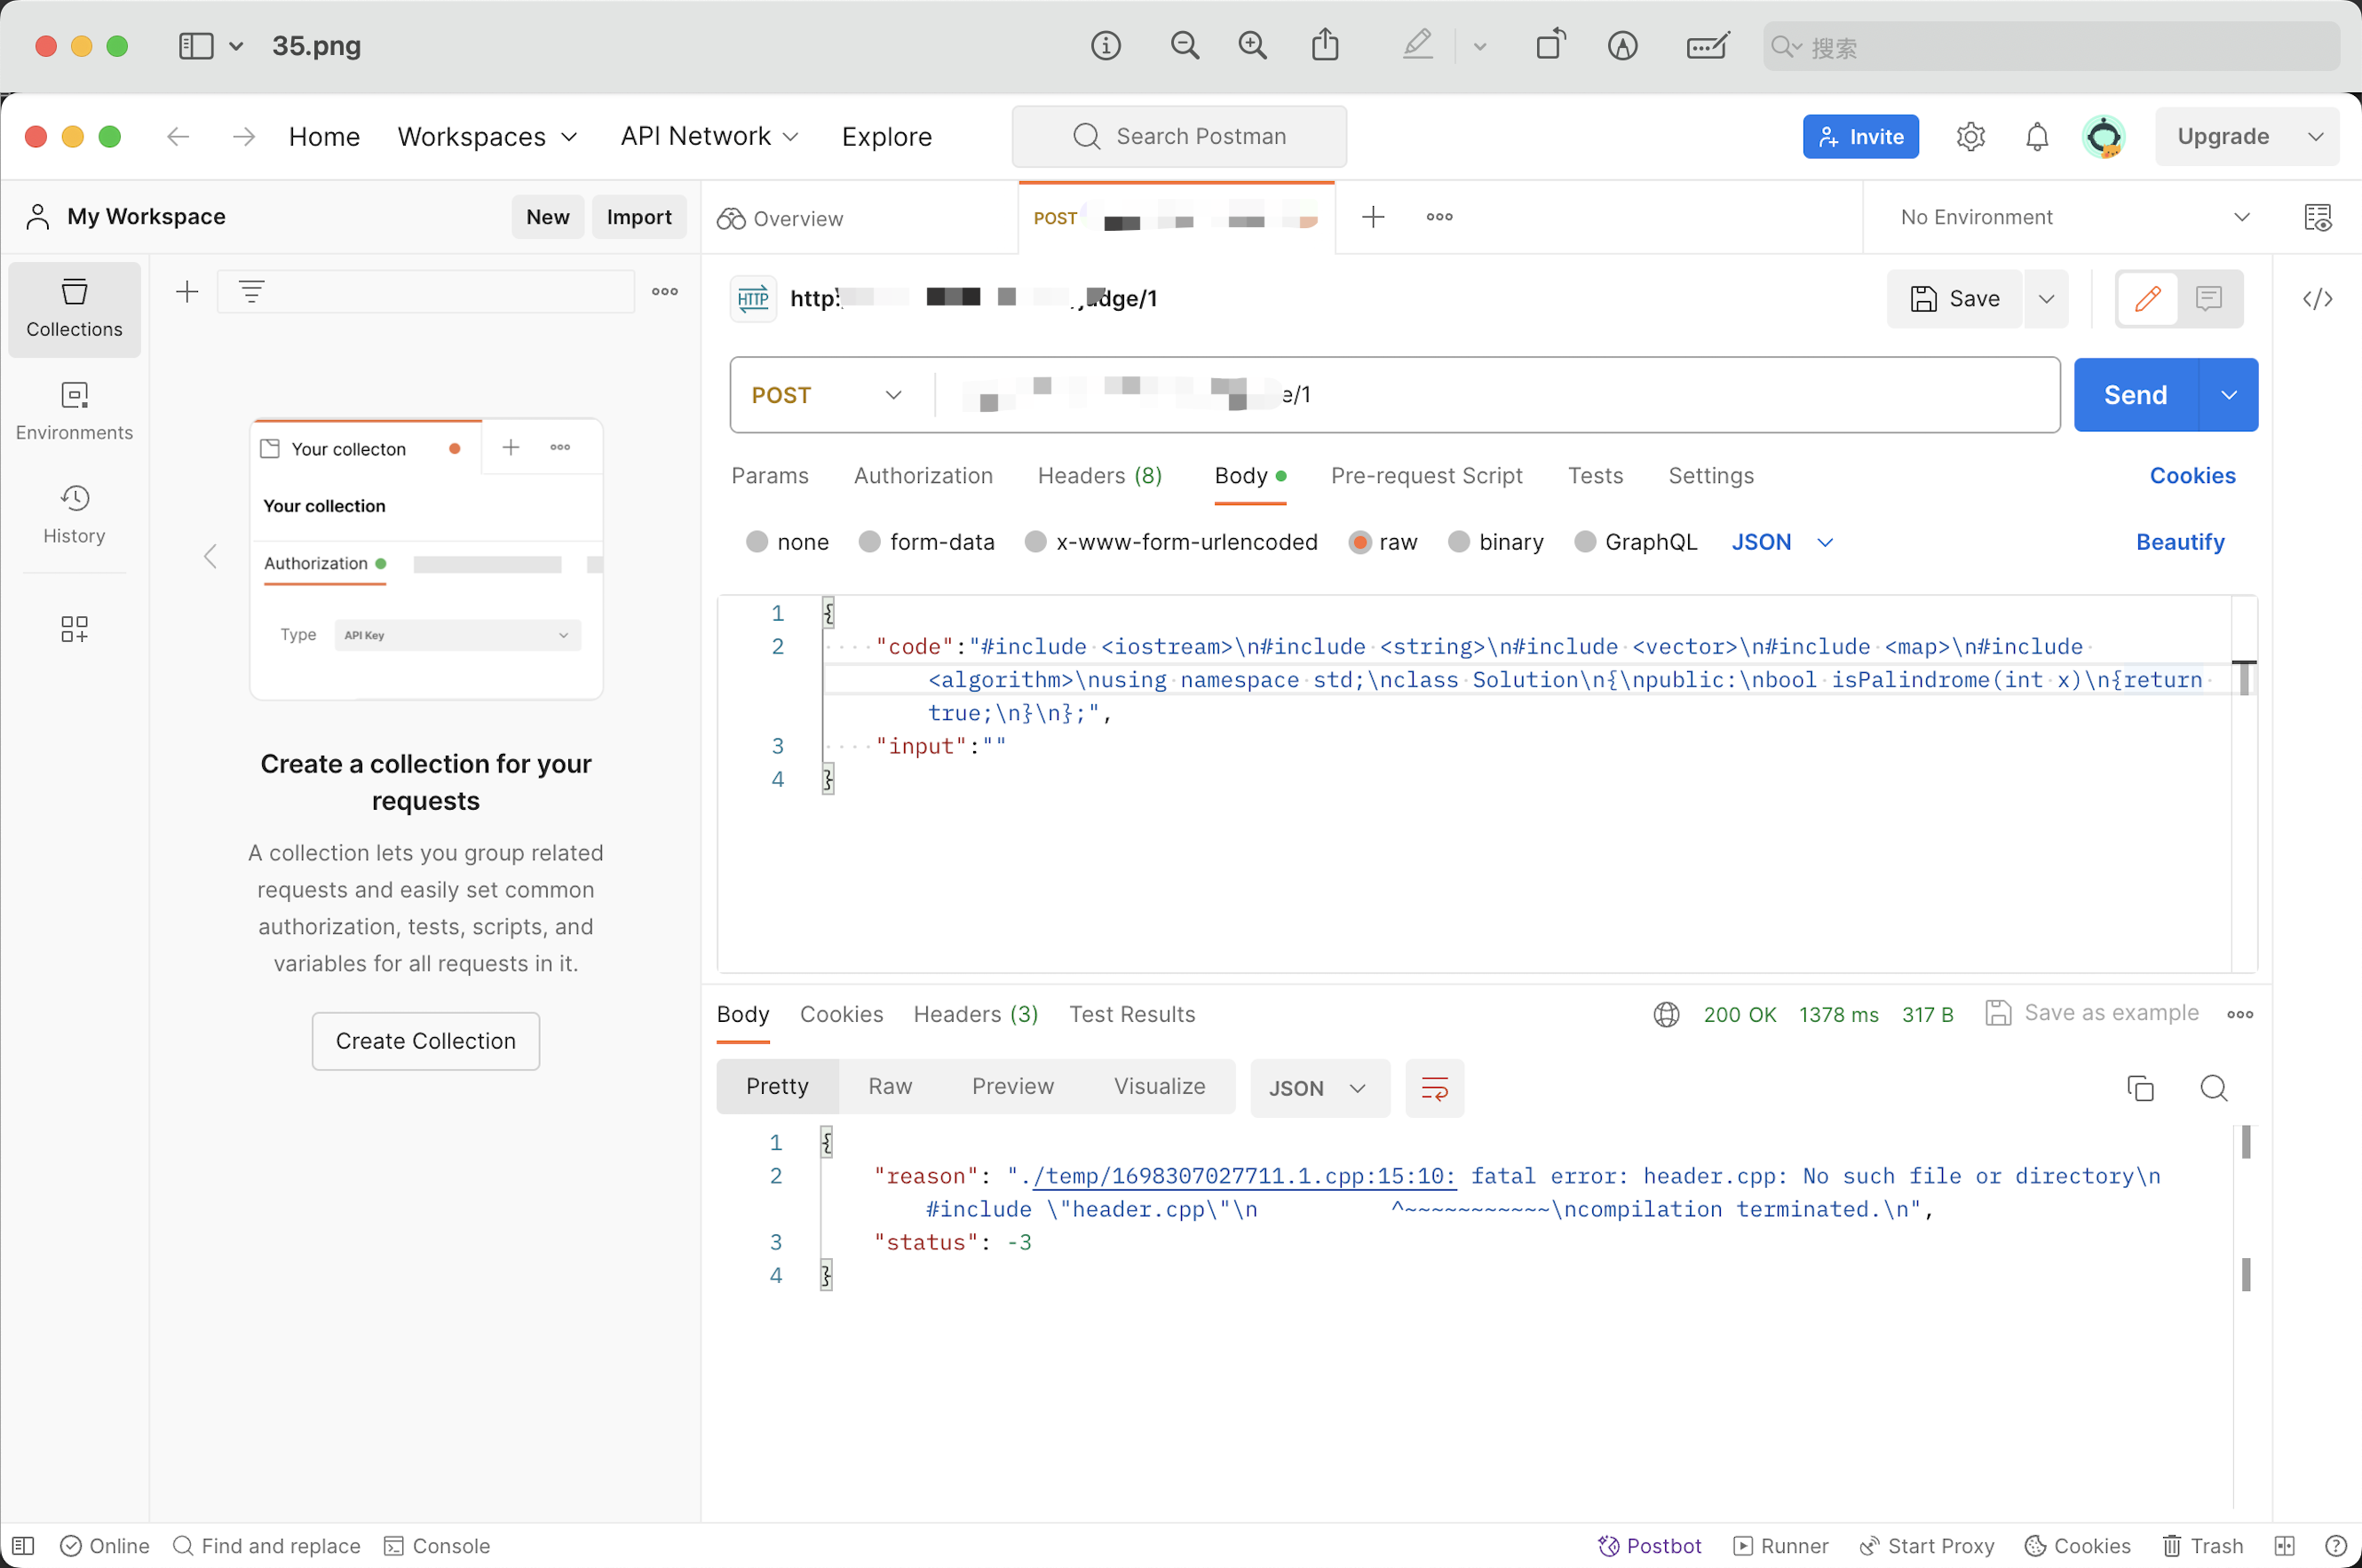 35.png
搜索
Home
Workspaces
API Network
Explore
Search Postman
Invite
Upgrade
My Workspace
New
Import
Overview
POST
No Environment
Collections
Environments
History
HTTP
http:
/1
Save
POST
e/1
Send
Params
Authorization
Headers (8)
Body
Pre-request Script
Tests
Settings
Cookies
none
form-data
x-www-form-urlencoded
raw
binary
GraphQL
JSON
Beautify
Your collecton
Your collection
Authorization
Type
API Key
Create a collection for your
requests
A collection lets you group related
requests and easily set common
authorization, tests, scripts, and
variables for all requests in it.
Create Collection
1 {
2 "code":"#include <iostream>\n#include <string>\n#include <vector>\n#include <map>\n#include
<algorithm>\nusing namespace std;\nclass Solution\n{\npublic:\nbool isPalindrome(int x)\n{return
true;\n}\n};",
3 "input":""
4 }
Body
Cookies
Headers (3)
Test Results
200 OK
1378 ms
317 B
Save as example
Pretty
Raw
Preview
Visualize
JSON
1 {
2 "reason": "./temp/1698307027711.1.cpp:15:10: fatal error: header.cpp: No such file or directory\n
#include \"header.cpp\"\n ^~~~~~~~~~~~\ncompilation terminated.\n",
3 "status": -3
4 }
Online
Find and replace
Console
Postbot
Runner
Start Proxy
Cookies
Trash